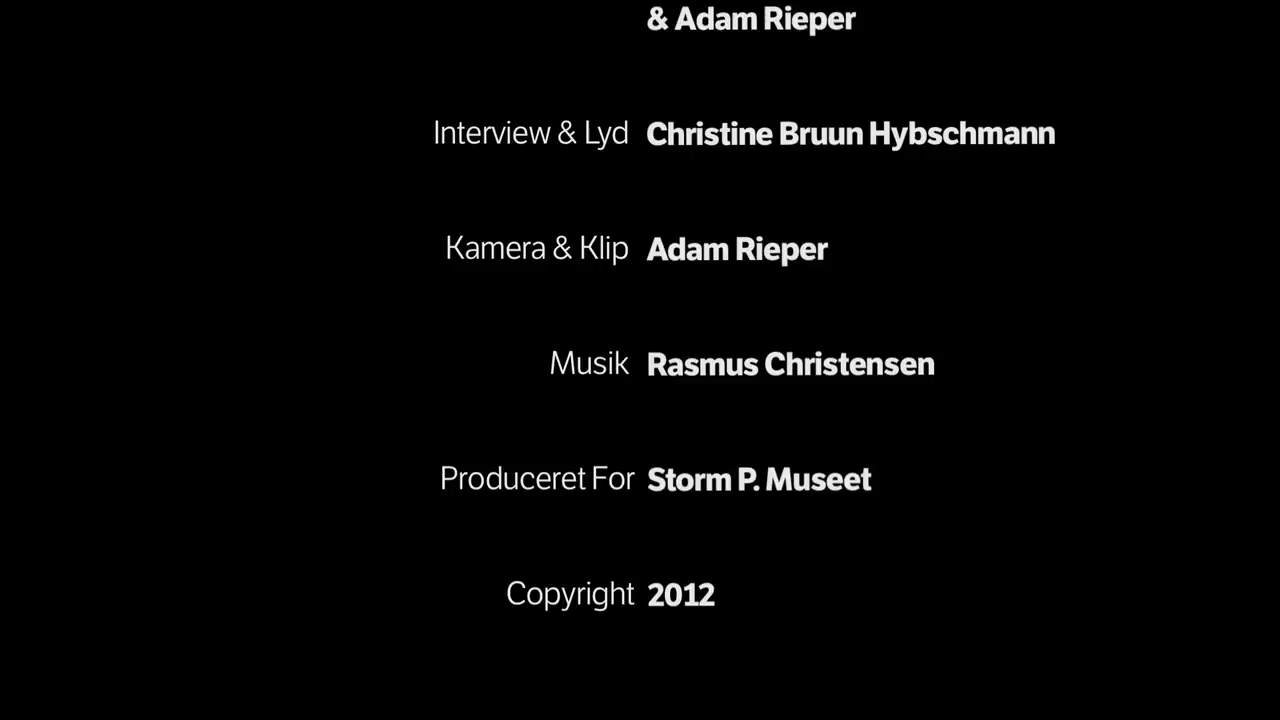 & Adam Rieper
Interview & Lyd Christine Bruun Hybschmann
Kamera & Klip Adam Rieper
Musik Rasmus Christensen
Produceret For Storm P. Museet
Copyright 2012